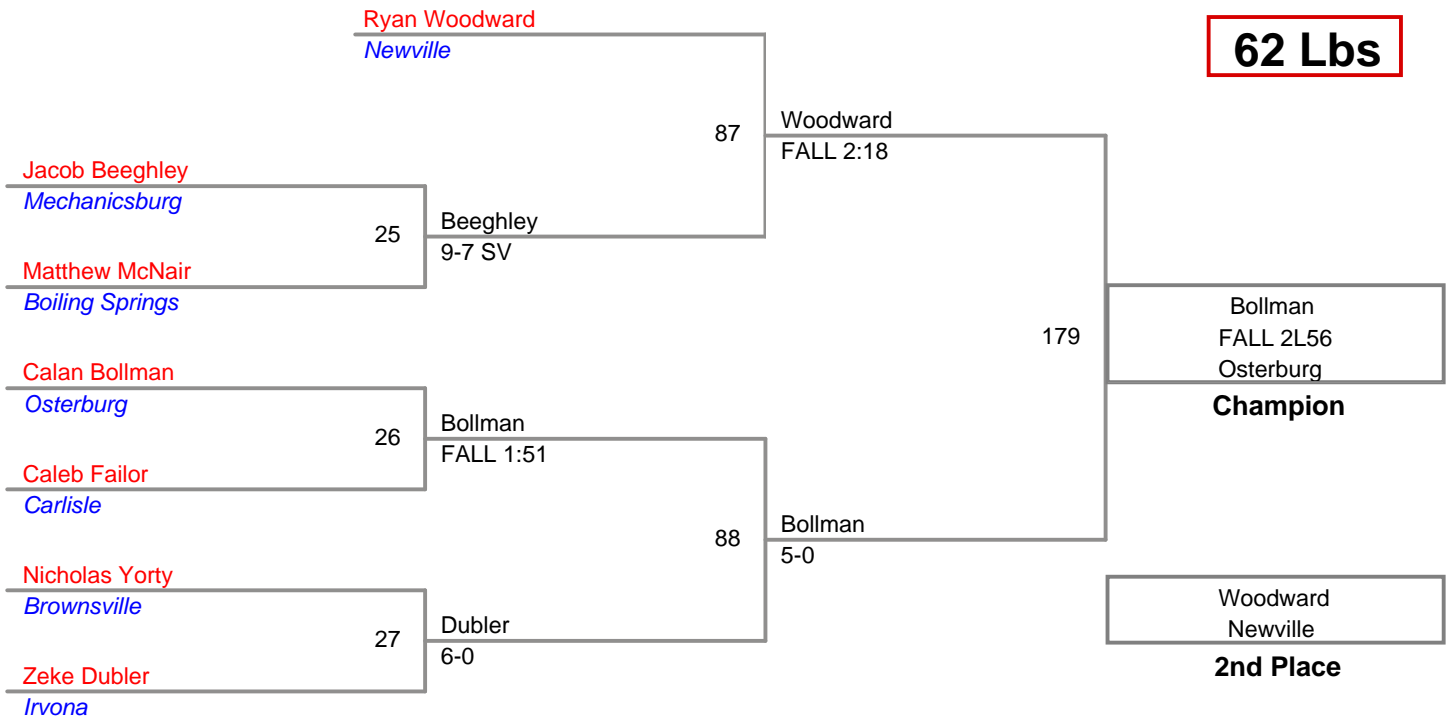 Ryan Woodward
Newville
62 Lbs
87
Woodward
FALL 2:18
Jacob Beeghley
Mechanicsburg
25
Beeghley
9-7 SV
Matthew McNair
Boiling Springs
179
Bollman
FALL 2L56
Osterburg
Champion
Calan Bollman
Osterburg
26
Bollman
FALL 1:51
Caleb Failor
Carlisle
88
Bollman
5-0
Nicholas Yorty
Brownsville
27
Dubler
6-0
Zeke Dubler
Irvona
Woodward
Newville
2nd Place